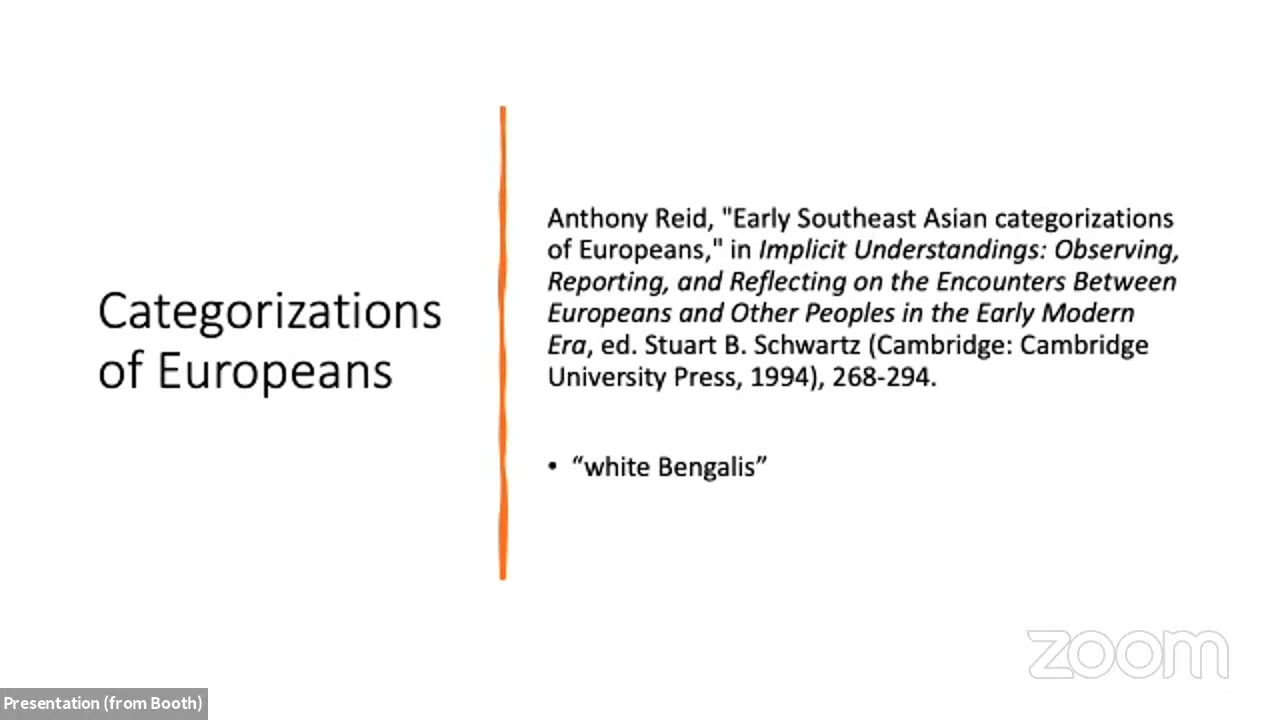 Categorizations
of Europeans
Anthony Reid, "Early Southeast Asian categorizations
of Europeans," in Implicit Understandings: Observing,
Reporting, and Reflecting on the Encounters Between
Europeans and Other Peoples in the Early Modern
Era, ed. Stuart B. Schwartz (Cambridge: Cambridge
University Press, 1994), 268-294.
• “white Bengalis”
zoom
Presentation (from Booth)